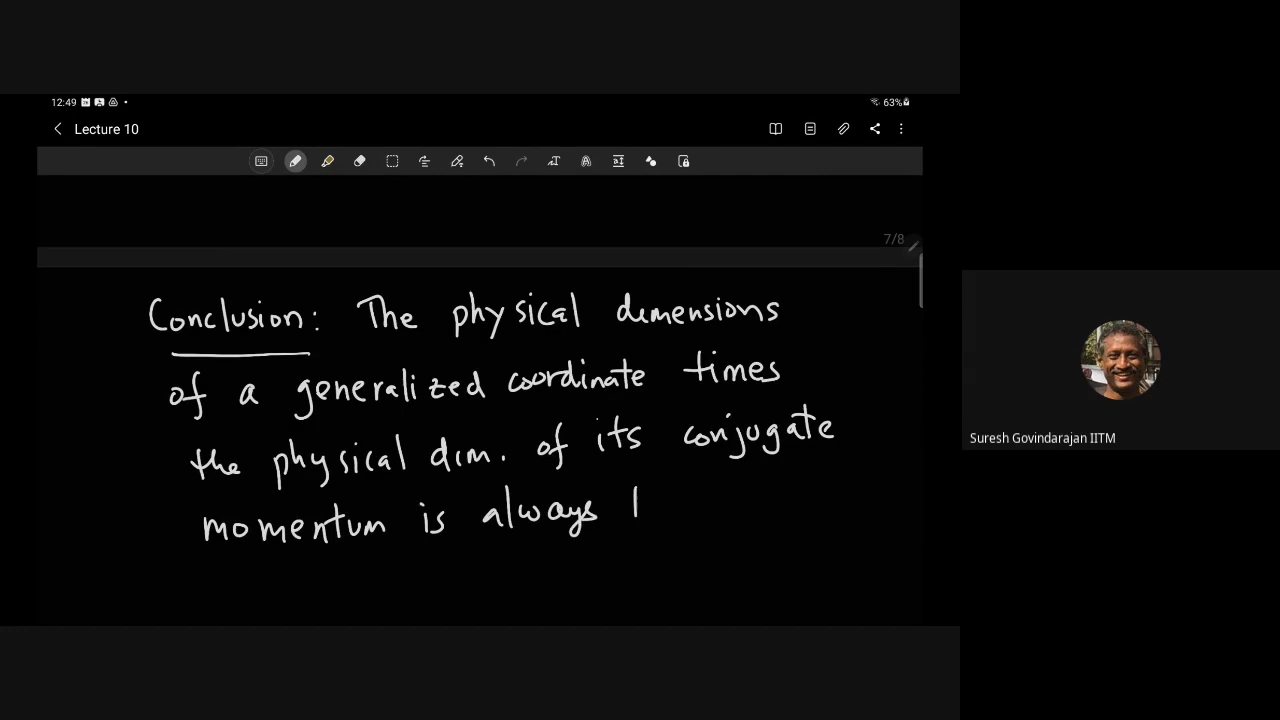 12:49
63%
Lecture 10
7/8
Conclusion: The physical dimensions
of a generalized coordinate times
the physical dim. of its conjugate
momentum is always
Suresh Govindarajan IITM